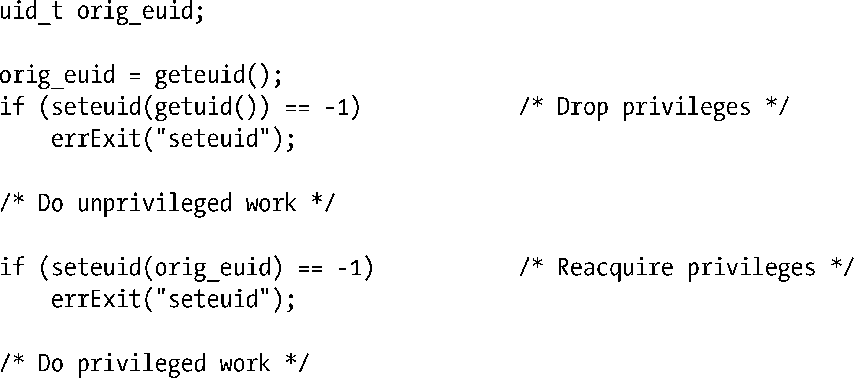 uid_t orig_euid;
orig_euid = geteuid();
if (seteuid(getuid()) == -1) /* Drop privileges */
errExit("seteuid");
/* Do unprivileged work */
if (seteuid(orig_euid) == -1) /* Reacquire privileges */
errExit("seteuid");
/* Do privileged work */